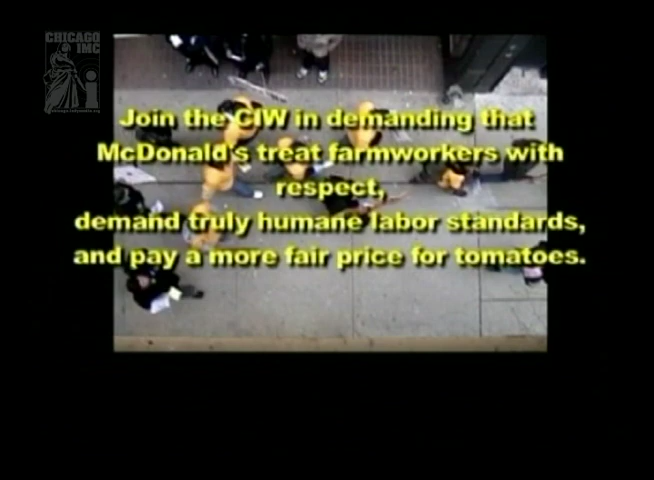 CHICAGO
IMC
Join the CIW in demanding that
McDonald's treat farmworkers with
respect,
demand truly humane labor standards,
and pay a more fair price for tomatoes.